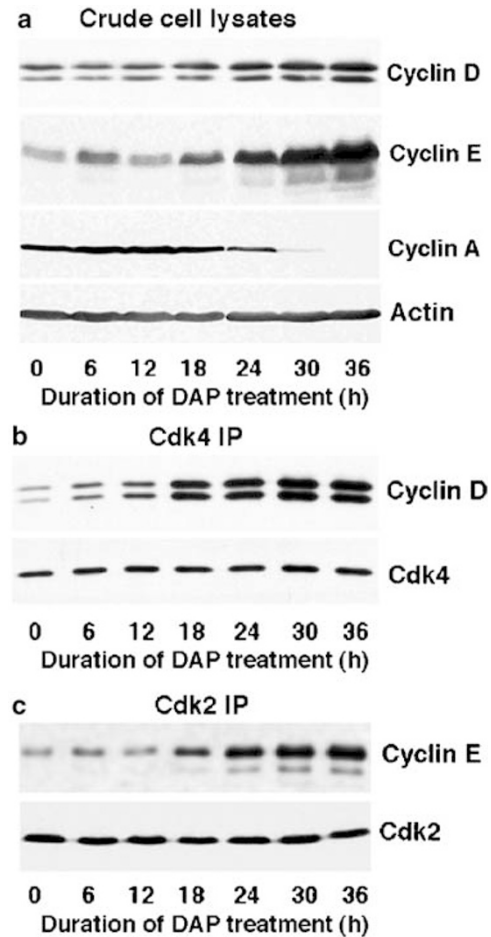 a Crude cell lysates
Cyclin D
Cyclin E
Cyclin A
Actin
0 6 12 18 24 30 36
Duration of DAP treatment (h)
b Cdk4 IP
Cyclin D
Cdk4
0 6 12 18 24 30 36
Duration of DAP treatment (h)
c Cdk2 IP
Cyclin E
Cdk2
0 6 12 18 24 30 36
Duration of DAP treatment (h)